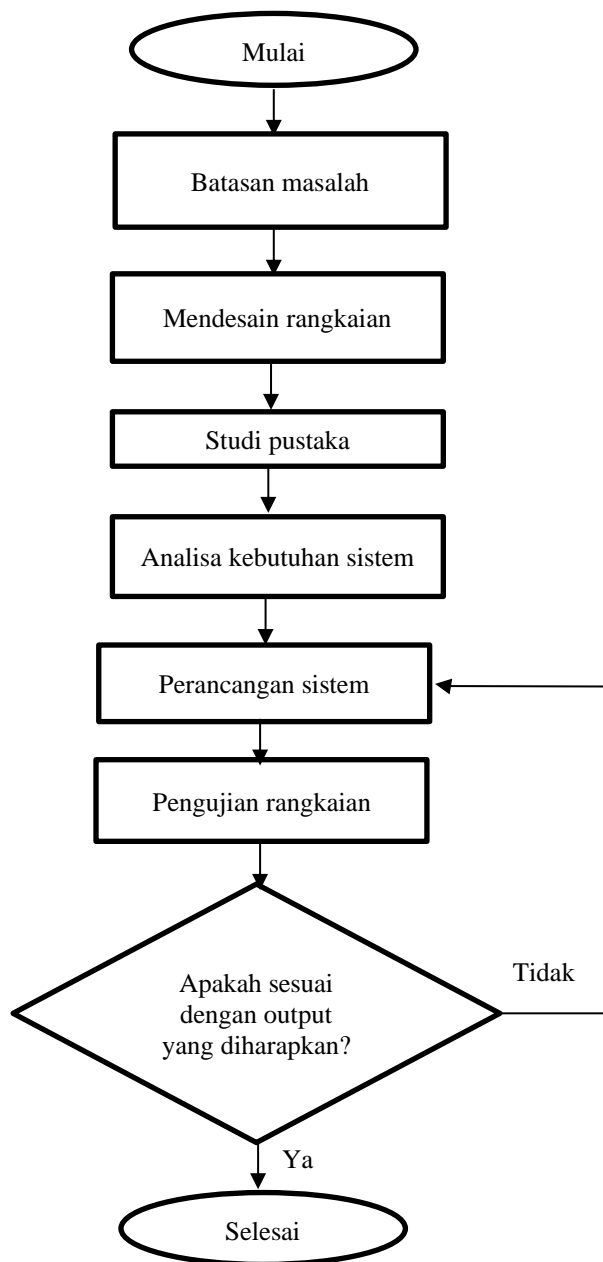 Mulai
Batasan masalah
Mendesain rangkaian
Studi pustaka
Analisa kebutuhan sistem
Perancangan sistem
Pengujian rangkaian
Apakah sesuai
dengan output
yang diharapkan?
Tidak
Ya
Selesai